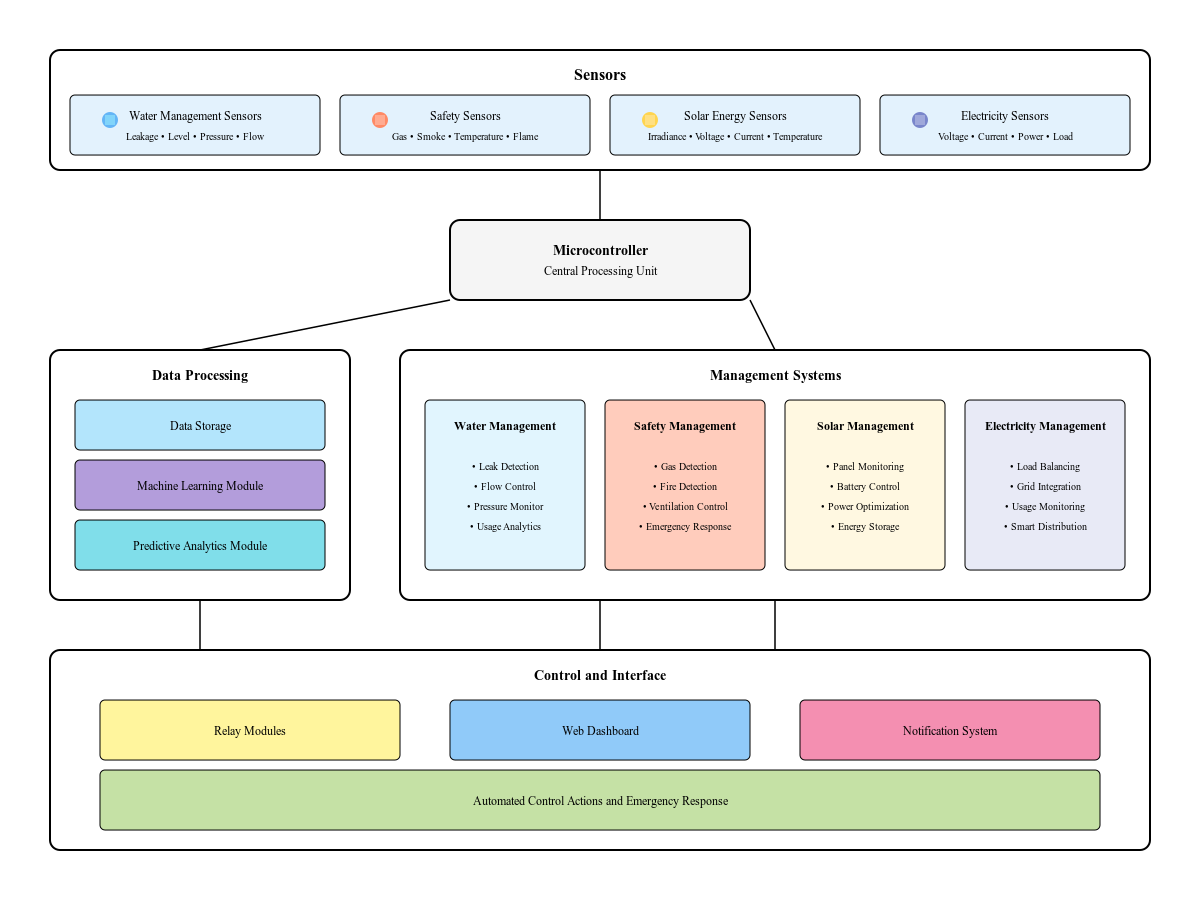 Sensors
Water Management Sensors
Leakage • Level • Pressure • Flow
Safety Sensors
Gas • Smoke • Temperature • Flame
Solar Energy Sensors
Irradiance • Voltage • Current • Temperature
Electricity Sensors
Voltage • Current • Power • Load
Microcontroller
Central Processing Unit
Data Processing
Data Storage
Machine Learning Module
Predictive Analytics Module
Management Systems
Water Management
• Leak Detection
• Flow Control
• Pressure Monitor
• Usage Analytics
Safety Management
• Gas Detection
• Fire Detection
• Ventilation Control
• Emergency Response
Solar Management
• Panel Monitoring
• Battery Control
• Power Optimization
• Energy Storage
Electricity Management
• Load Balancing
• Grid Integration
• Usage Monitoring
• Smart Distribution
Control and Interface
Relay Modules
Web Dashboard
Notification System
Automated Control Actions and Emergency Response